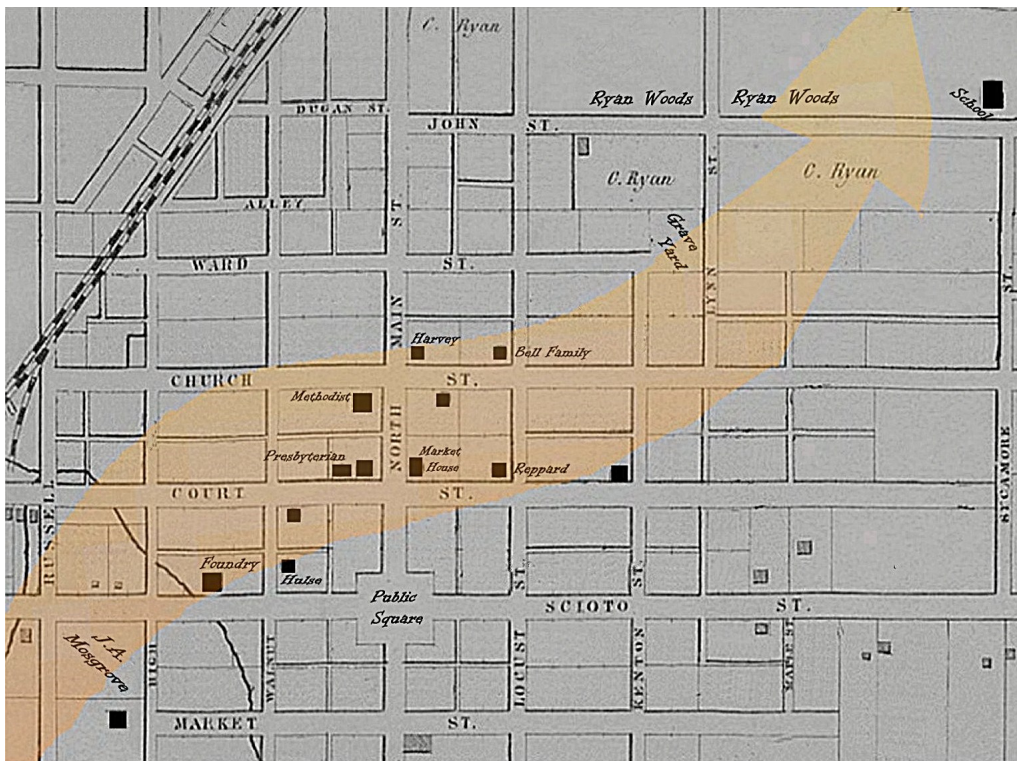 C. Ryan
Ryan Woods
Ryan Woods
School
DUGAN ST.
JOHN ST.
C. Ryan
C. Ryan
ALLEY
Grave
Yard
WARD ST.
NORTH MAIN ST.
LYNN ST.
SYCAMORE ST.
Harvey
Bell Family
CHURCH ST.
Methodist
Presbyterian
Market
House
Reppard
COURT ST.
RUSSELL
Foundry
Hulse
Public
Square
SCIOTO ST.
J.A.
Mosgrove
HIGH
WALNUT
LOCUST ST.
KENTON ST.
MAPLE ST.
MARKET ST.